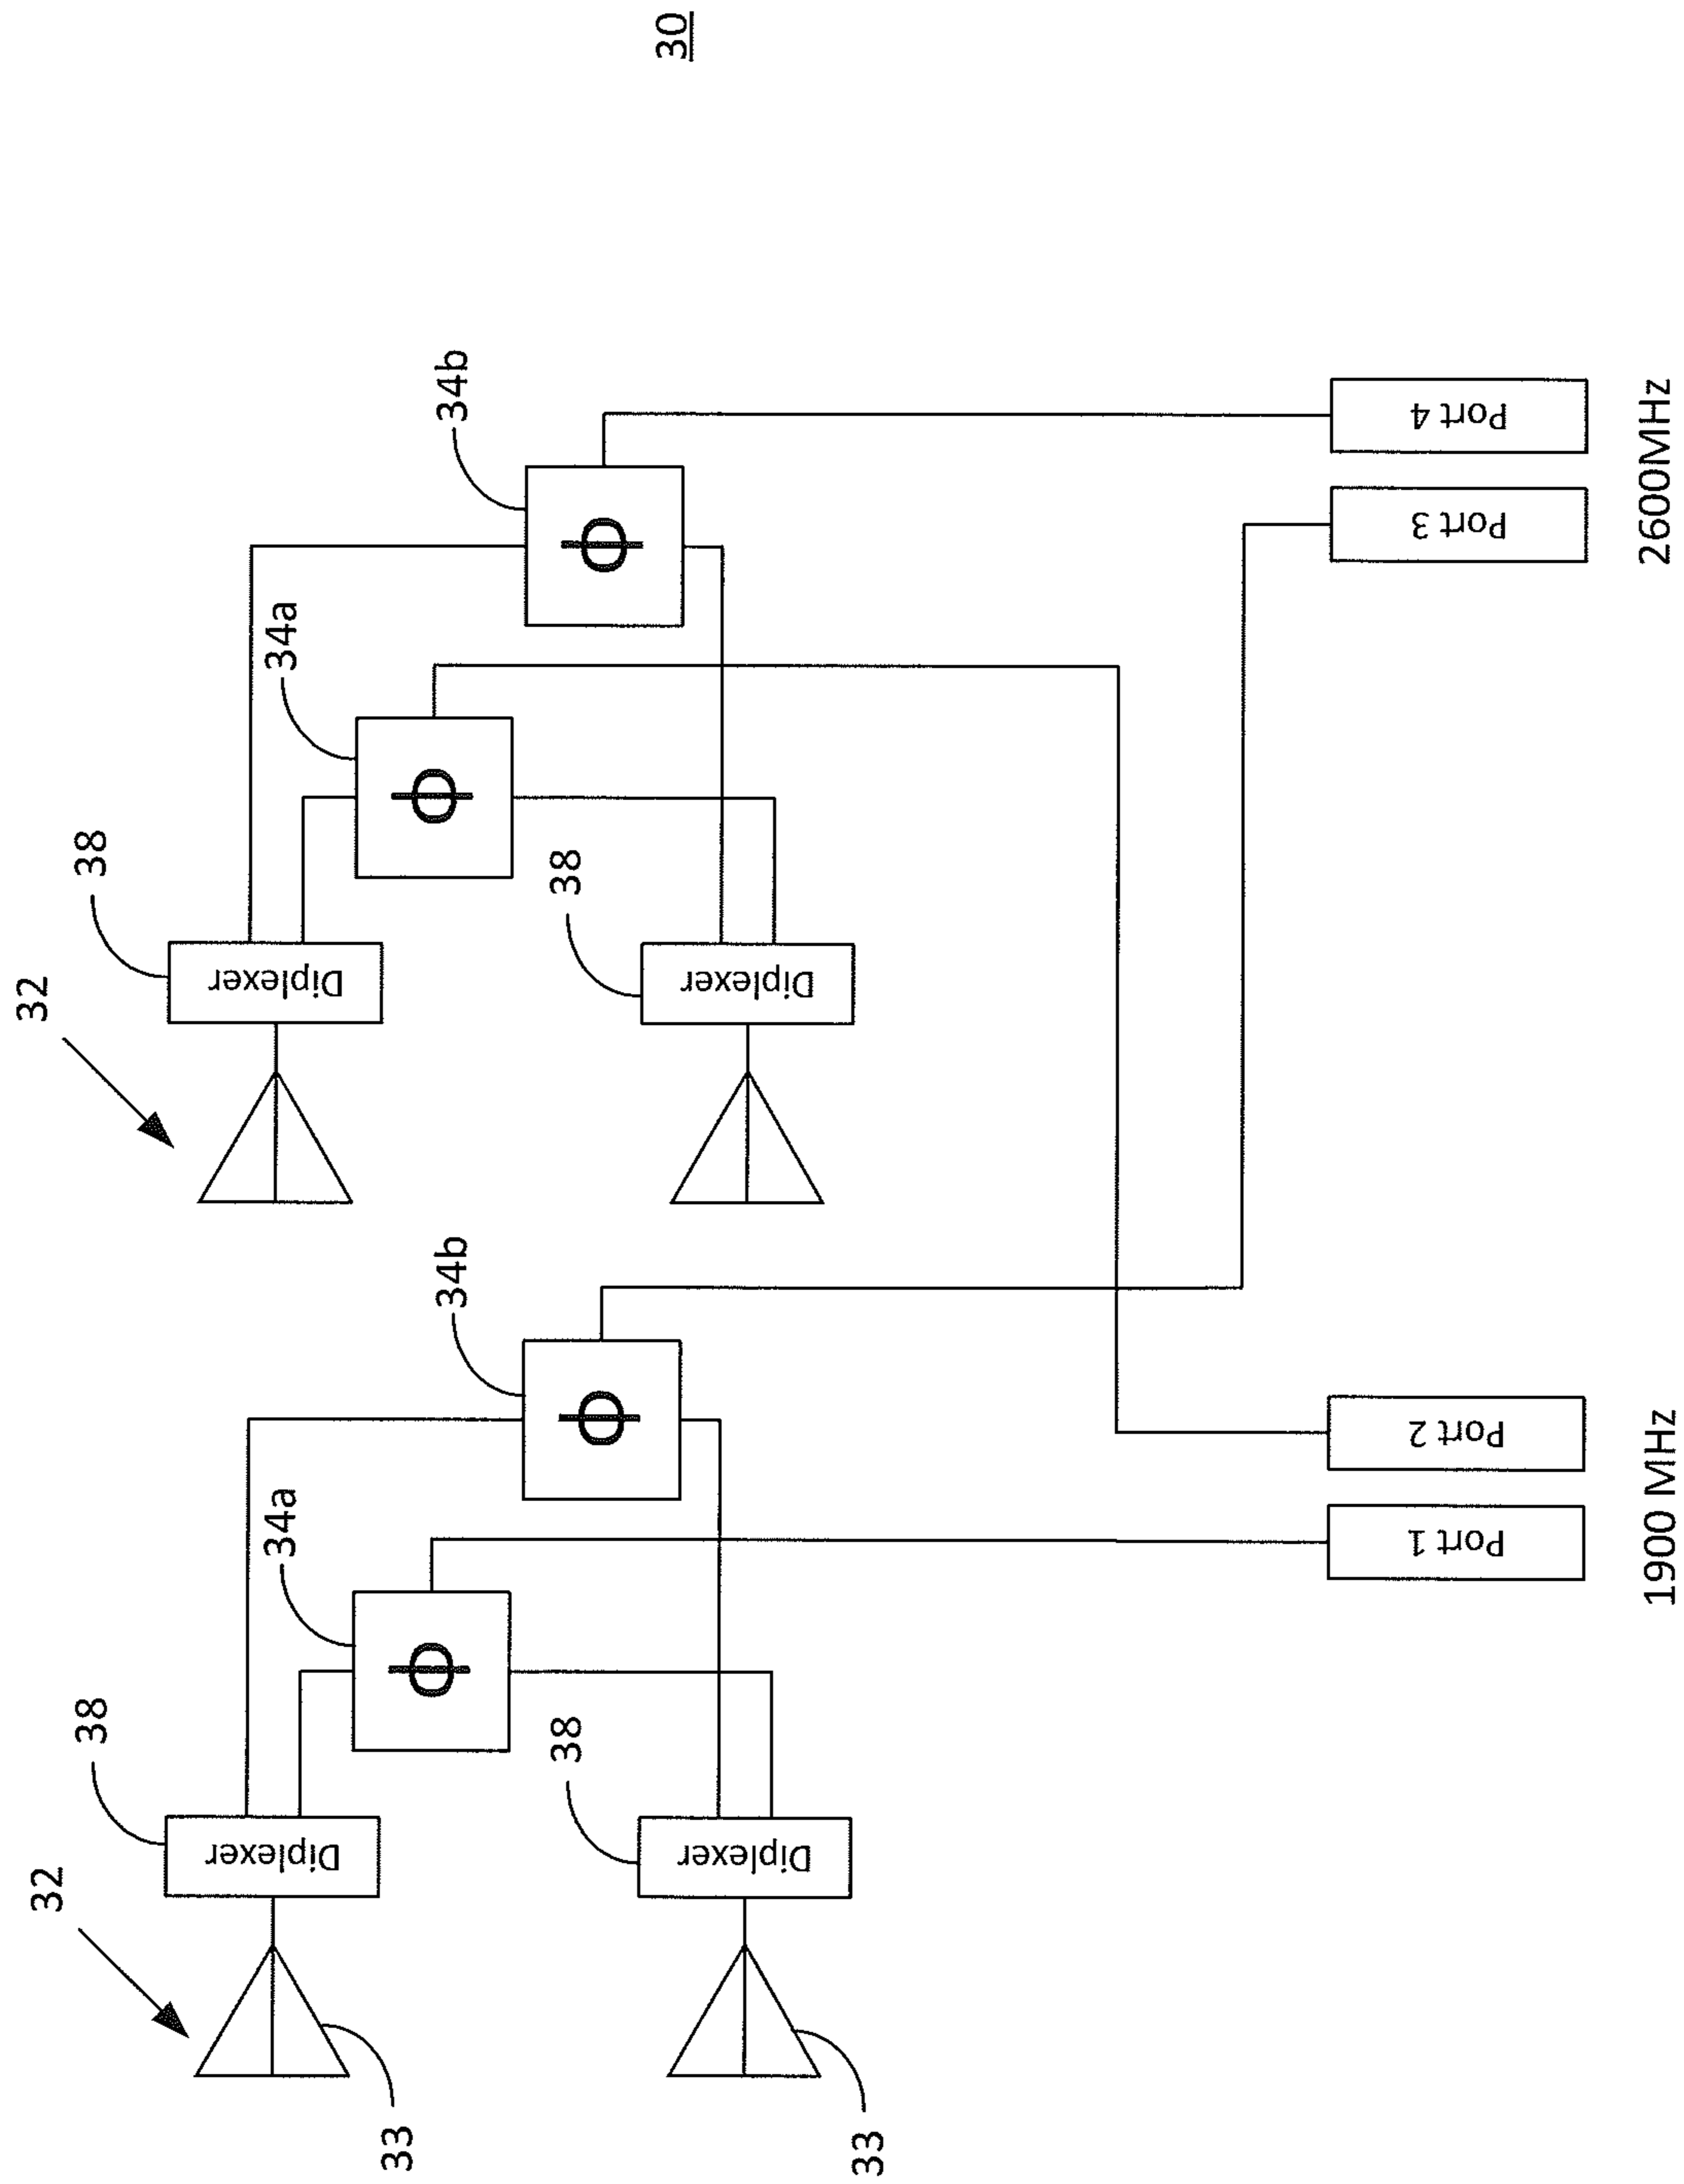 32
32
38
38
Diplexer
Diplexer
34a
34a
33
Φ
Φ
34b
34b
38
38
Φ
Φ
30
Diplexer
Diplexer
33
Port 1
Port 2
Port 3
Port 4
1900 MHz
2600MHz